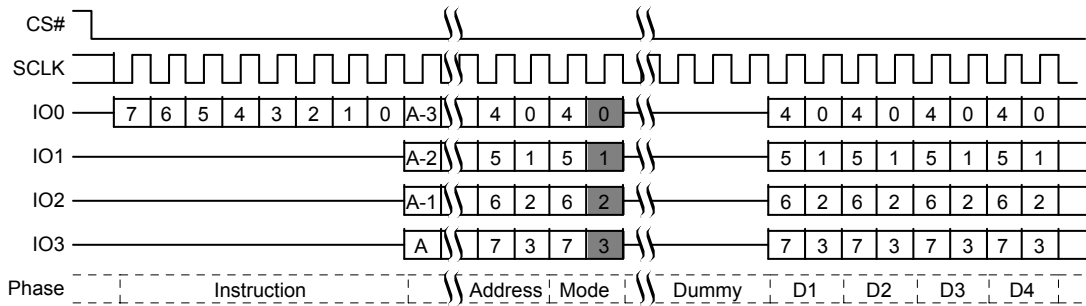 CS#
SCLK
IO0 7 6 5 4 3 2 1 0 A-3 4 0 4 0 4 0 4 0 4 0 4 0
IO1 A-2 5 1 5 1 5 1 5 1 5 1 5 1
IO2 A-1 6 2 6 2 6 2 6 2 6 2 6 2
IO3 A 7 3 7 3 7 3 7 3 7 3 7 3
Phase Instruction Address Mode Dummy D1 D2 D3 D4